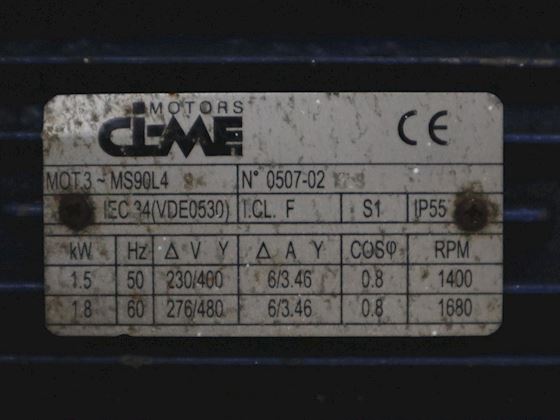 MOTORS
CIME
CE
MOT.3 ~ MS90L4 N° 0507-02
IEC 34(VDE0530) I.CL. F S1 IP55
kW Hz Δ V Y Δ A Y COSφ RPM
1.5 50 230/400 6/3.46 0.8 1400
1.8 60 276/480 6/3.46 0.8 1680